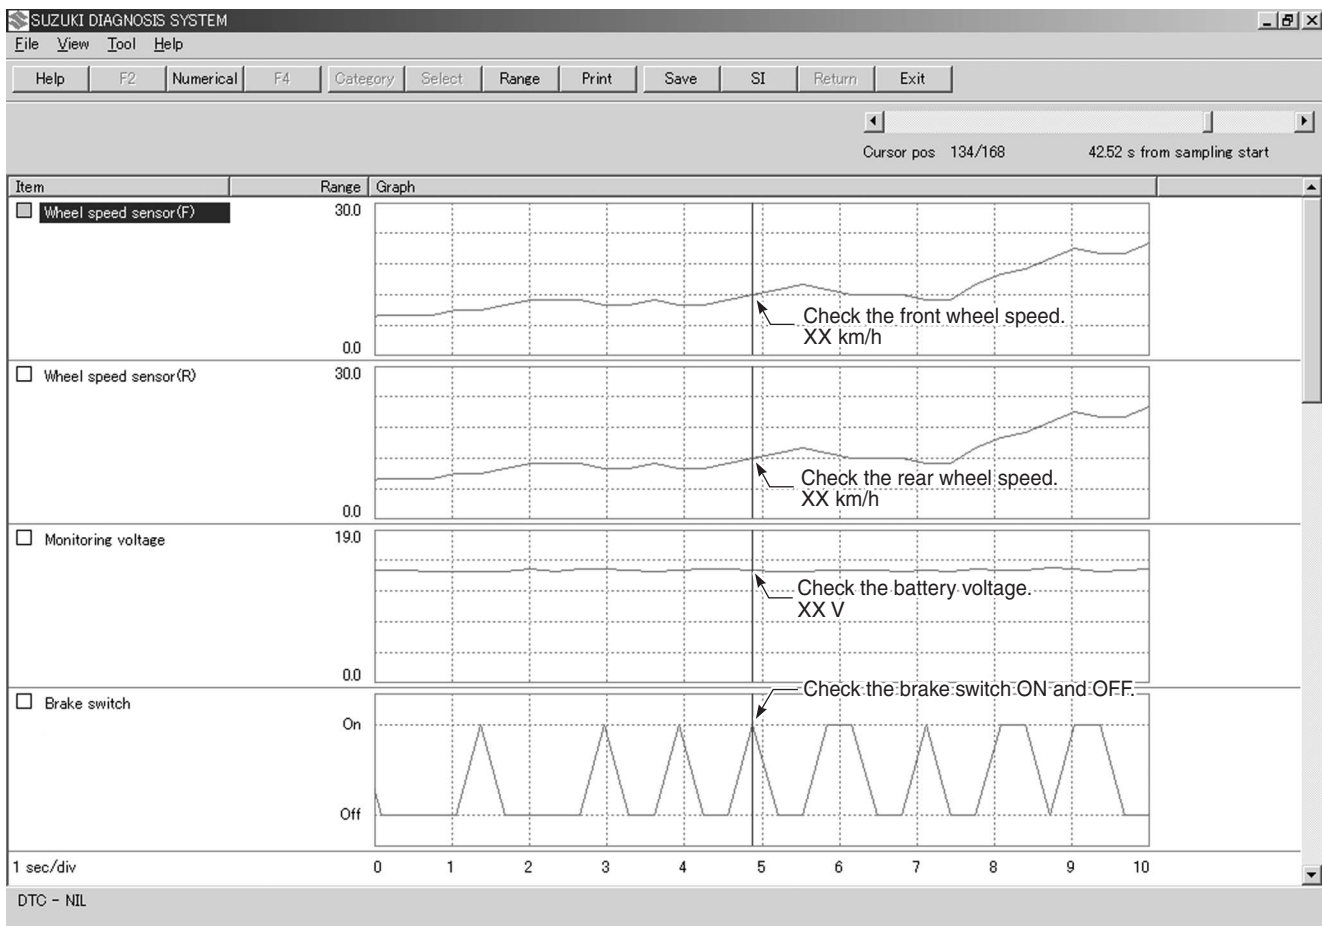 SUZUKI DIAGNOSIS SYSTEM
File View Tool Help
Help F2 Numerical F4 Category Select Range Print Save SI Return Exit
Cursor pos 134/168 42.52 s from sampling start
Item Range Graph
Wheel speed sensor(F) 30.0
Check the front wheel speed.
XX km/h
0.0
Wheel speed sensor(R) 30.0
Check the rear wheel speed.
XX km/h
0.0
Monitoring voltage 19.0
Check the battery voltage.
XX V
0.0
Check the brake switch ON and OFF.
Brake switch
On
Off
1 sec/div 0 1 2 3 4 5 6 7 8 9 10
DTC - NIL